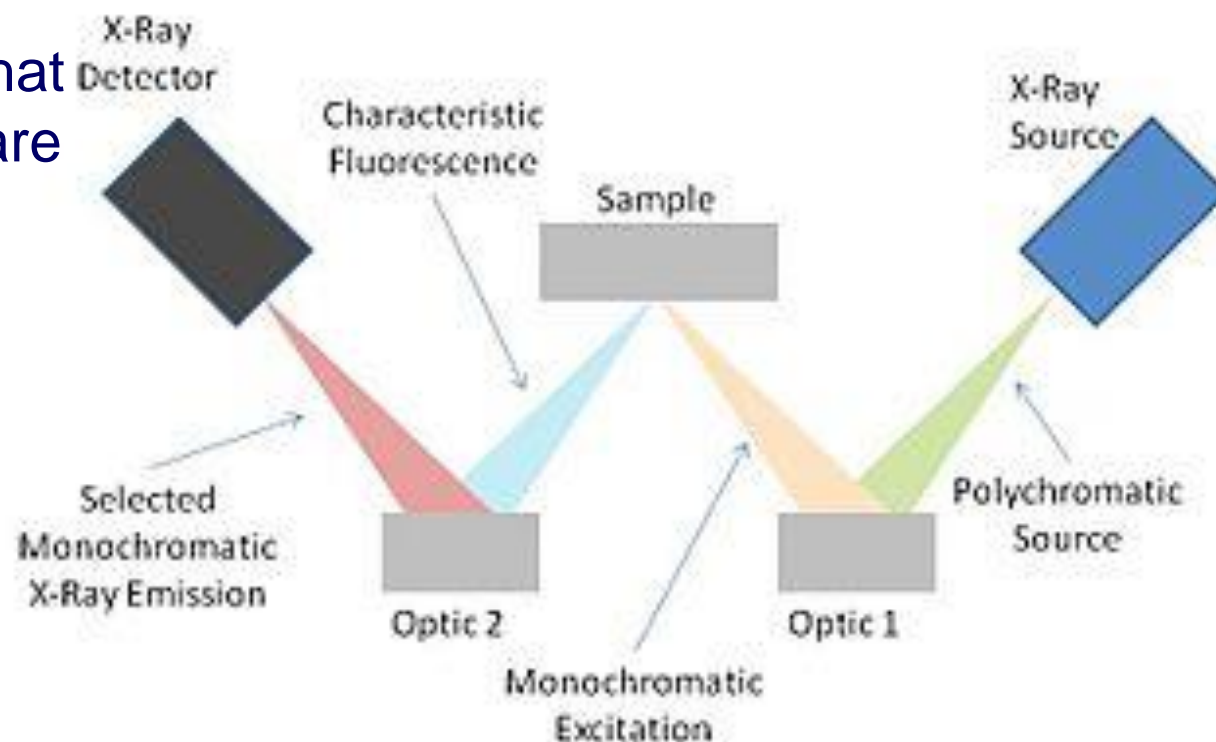 X-Ray
Detector
hat
are
Characteristic
Fluorescence
Sample
X-Ray
Source
Selected
Monochromatic
X-Ray Emission
Optic 2
Optic 1
Polychromatic
Source
Monochromatic
Excitation